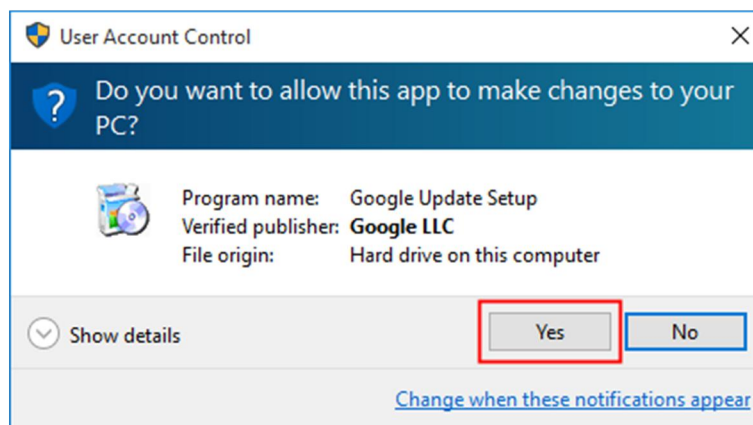 User Account Control
Do you want to allow this app to make changes to your
PC?
Program name: Google Update Setup
Verified publisher: Google LLC
File origin: Hard drive on this computer
Show details
Yes
No
Change when these notifications appear